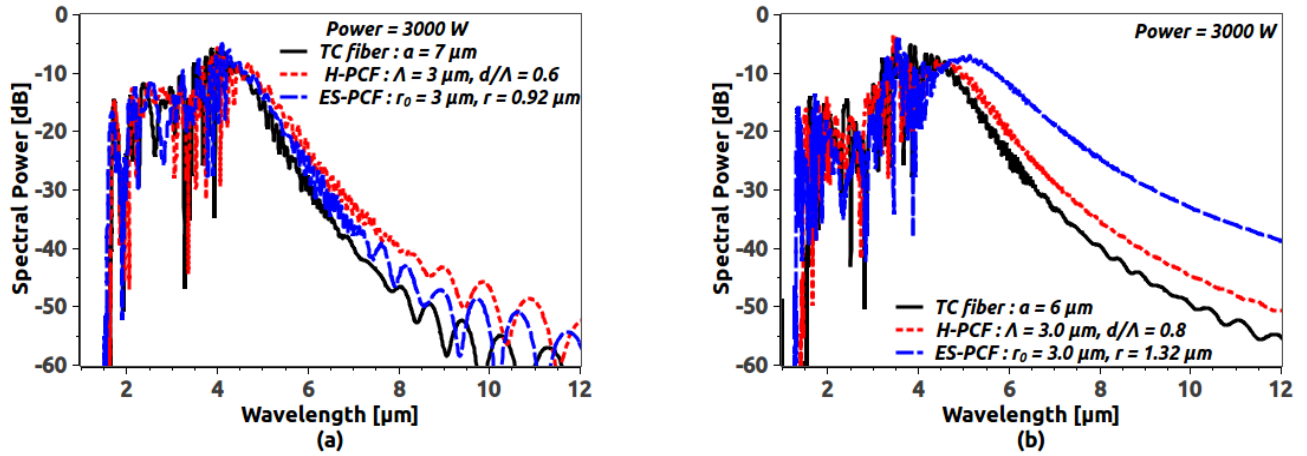 Power = 3000 W
TC fiber : a = 7 μm
H-PCF : Λ = 3 μm, d/Λ = 0.6
ES-PCF : r₀ = 3 μm, r = 0.92 μm
Spectral Power [dB]
0
-10
-20
-30
-40
-50
-60
2
4
6
8
10
12
Wavelength [μm]
(a)
Power = 3000 W
TC fiber : a = 6 μm
H-PCF : Λ = 3.0 μm, d/Λ = 0.8
ES-PCF : r₀ = 3.0 μm, r = 1.32 μm
Spectral Power [dB]
0
-10
-20
-30
-40
-50
-60
2
4
6
8
10
12
Wavelength [μm]
(b)